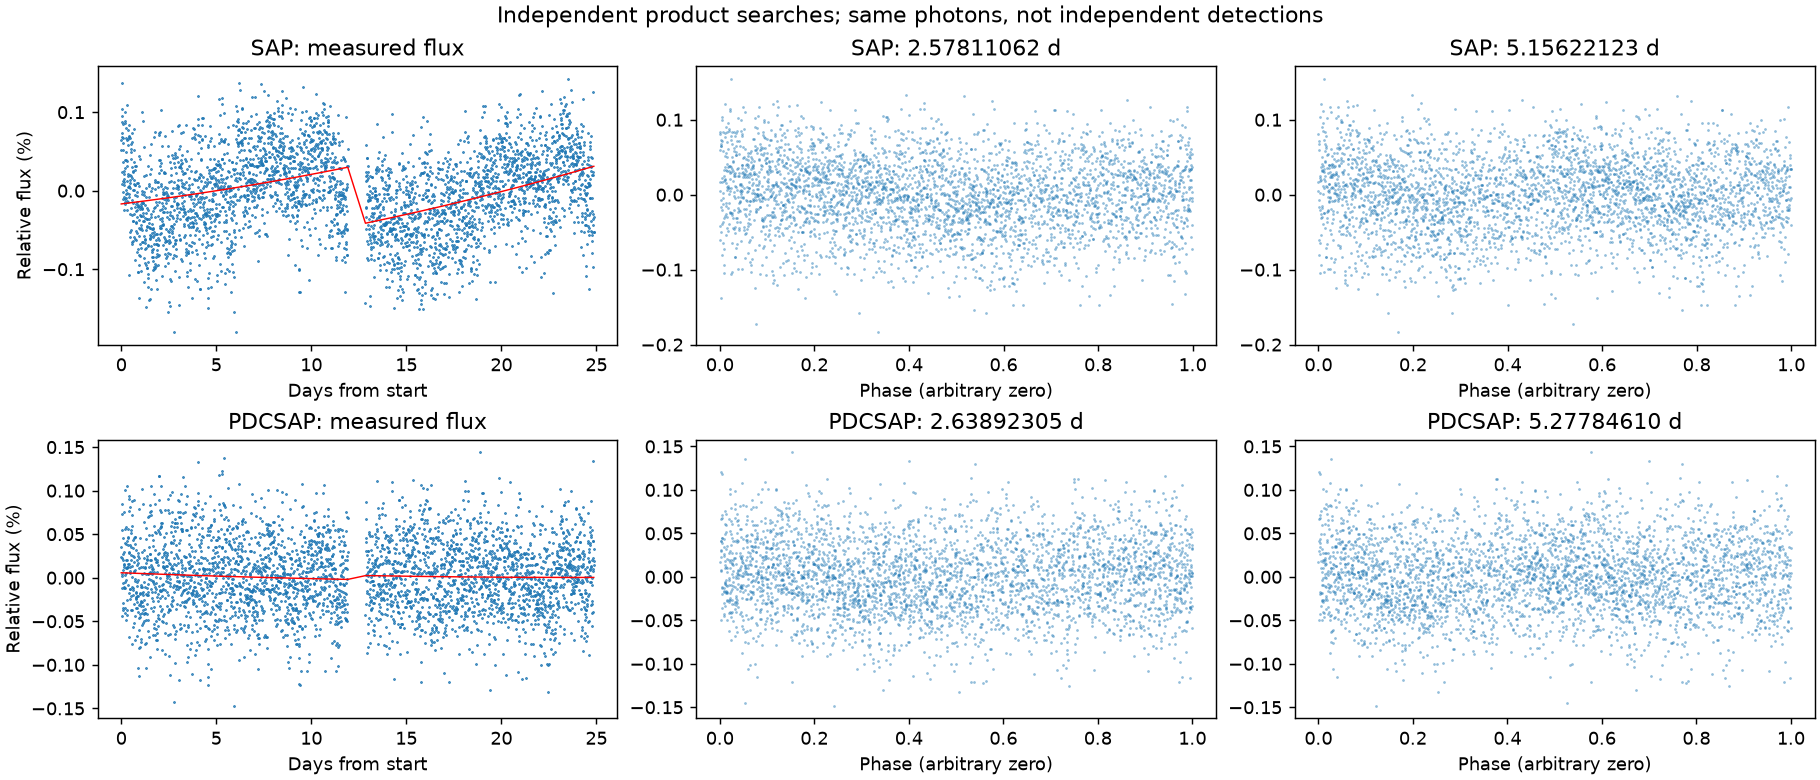 Independent product searches; same photons, not independent detections
SAP: measured flux
SAP: 2.57811062 d
SAP: 5.15622123 d
Relative flux (%)
0.1
0.0
−0.1
0.1
0.0
−0.1
−0.2
0.1
0.0
−0.1
−0.2
0 5 10 15 20 25
0.0 0.2 0.4 0.6 0.8 1.0
0.0 0.2 0.4 0.6 0.8 1.0
Days from start
Phase (arbitrary zero)
Phase (arbitrary zero)
PDCSAP: measured flux
PDCSAP: 2.63892305 d
PDCSAP: 5.27784610 d
Relative flux (%)
0.15
0.10
0.05
0.00
−0.05
−0.10
−0.15
0.15
0.10
0.05
0.00
−0.05
−0.10
−0.15
0.15
0.10
0.05
0.00
−0.05
−0.10
−0.15
0 5 10 15 20 25
0.0 0.2 0.4 0.6 0.8 1.0
0.0 0.2 0.4 0.6 0.8 1.0
Days from start
Phase (arbitrary zero)
Phase (arbitrary zero)